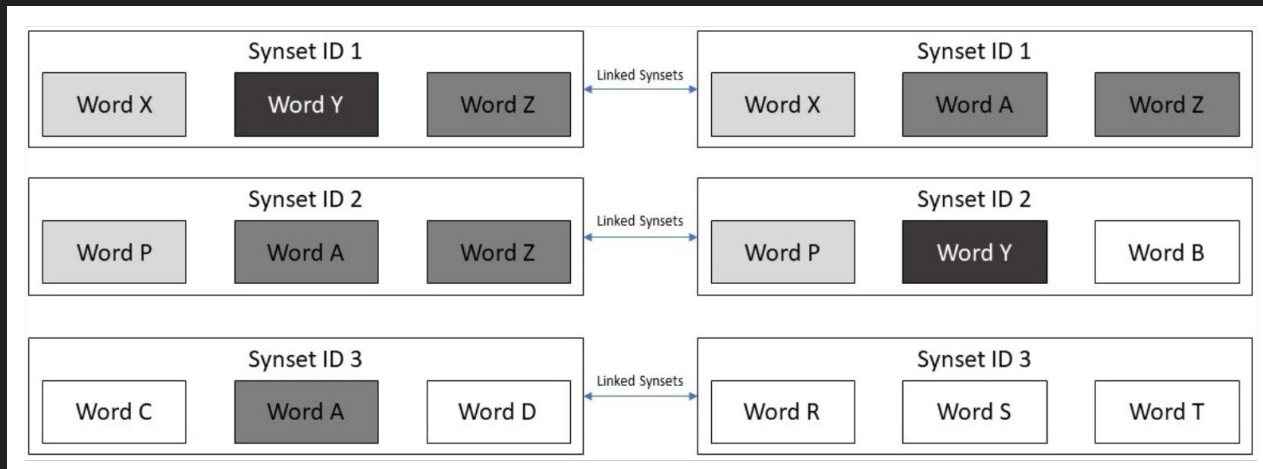 Synset ID 1
Word X Word Y Word Z
Linked Synsets
Synset ID 1
Word X Word A Word Z
Synset ID 2
Word P Word A Word Z
Linked Synsets
Synset ID 2
Word P Word Y Word B
Synset ID 3
Word C Word A Word D
Linked Synsets
Synset ID 3
Word R Word S Word T